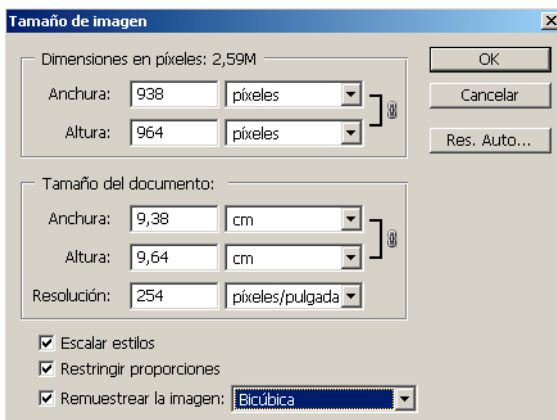 Tamaño de imagen
Dimensiones en píxeles: 2,59M
Anchura: 938 píxeles
Altura: 964 píxeles
Tamaño del documento:
Anchura: 9,38 cm
Altura: 9,64 cm
Resolución: 254 píxeles/pulgada
Escalar estilos
Restringir proporciones
Remuestrear la imagen: Bicúbica
OK
Cancelar
Res. Auto...